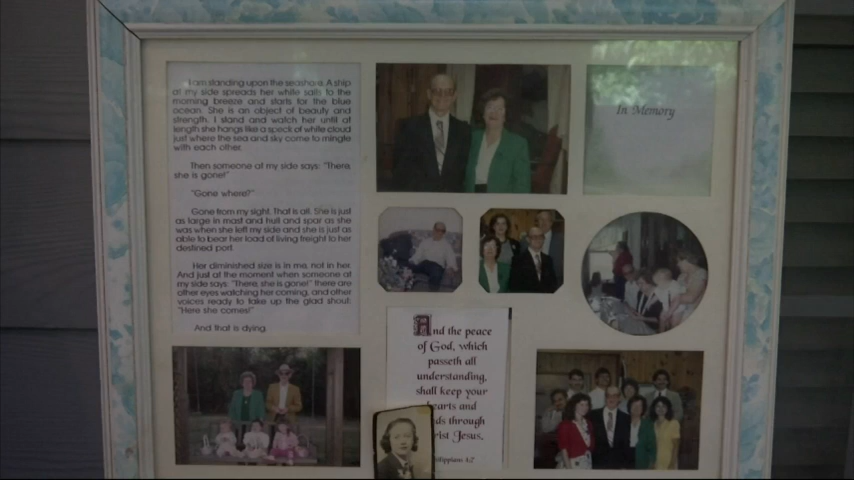 I am standing upon the seashore. A ship
at my side spreads her white sails to the
morning breeze and starts for the blue
ocean. She is an object of beauty and
strength. I stand and watch her until at
length she hangs like a speck of white cloud
just where the sea and sky come to mingle
with each other.
Then someone at my side says: "There,
she is gone!"
"Gone where?"
Gone from my sight. That is all. She is just
as large in mast and hull and spar as she
was when she left my side and she is just as
able to bear her load of living freight to her
destined port.
Her diminished size is in me, not in her.
And just at the moment when someone at
my side says: "There, she is gone!" there are
other eyes watching her coming, and other
voices ready to take up the glad shout:
"Here she comes!"
And that is dying.
In Memory
And the peace
of God, which
passeth all
understanding,
shall keep your
hearts and
through
Jesus.
4:7